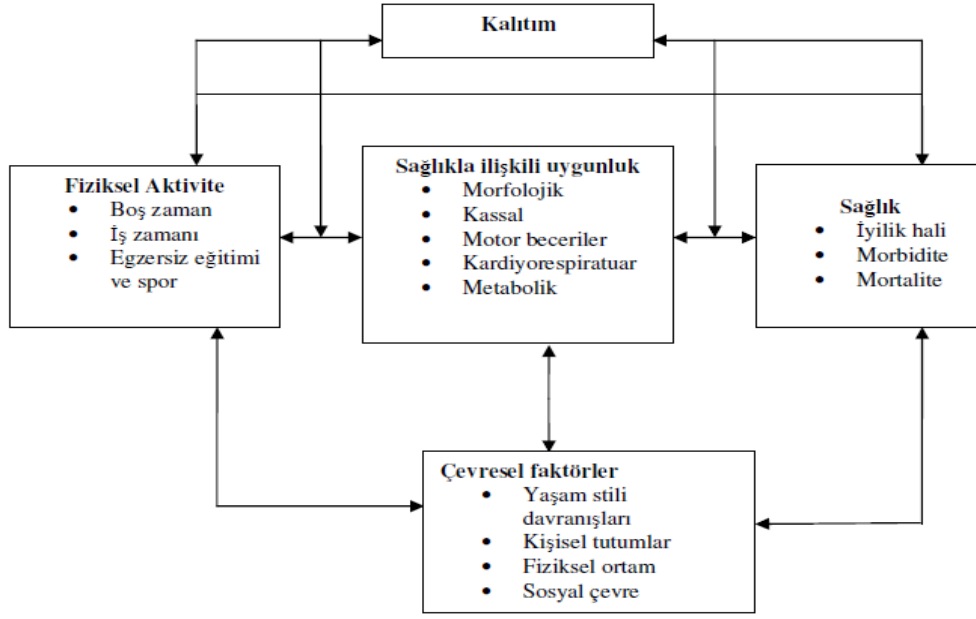 Kalıtım
Fiziksel Aktivite
• Boş zaman
• İş zamanı
• Egzersiz eğitimi
ve spor
Sağlıkla ilişkili uygunluk
• Morfolojik
• Kassal
• Motor beceriler
• Kardiyorespiratuar
• Metabolik
Sağlık
• İyilik hali
• Morbidite
• Mortalite
Çevresel faktörler
• Yaşam stili
davranışları
• Kişisel tutumlar
• Fiziksel ortam
• Sosyal çevre